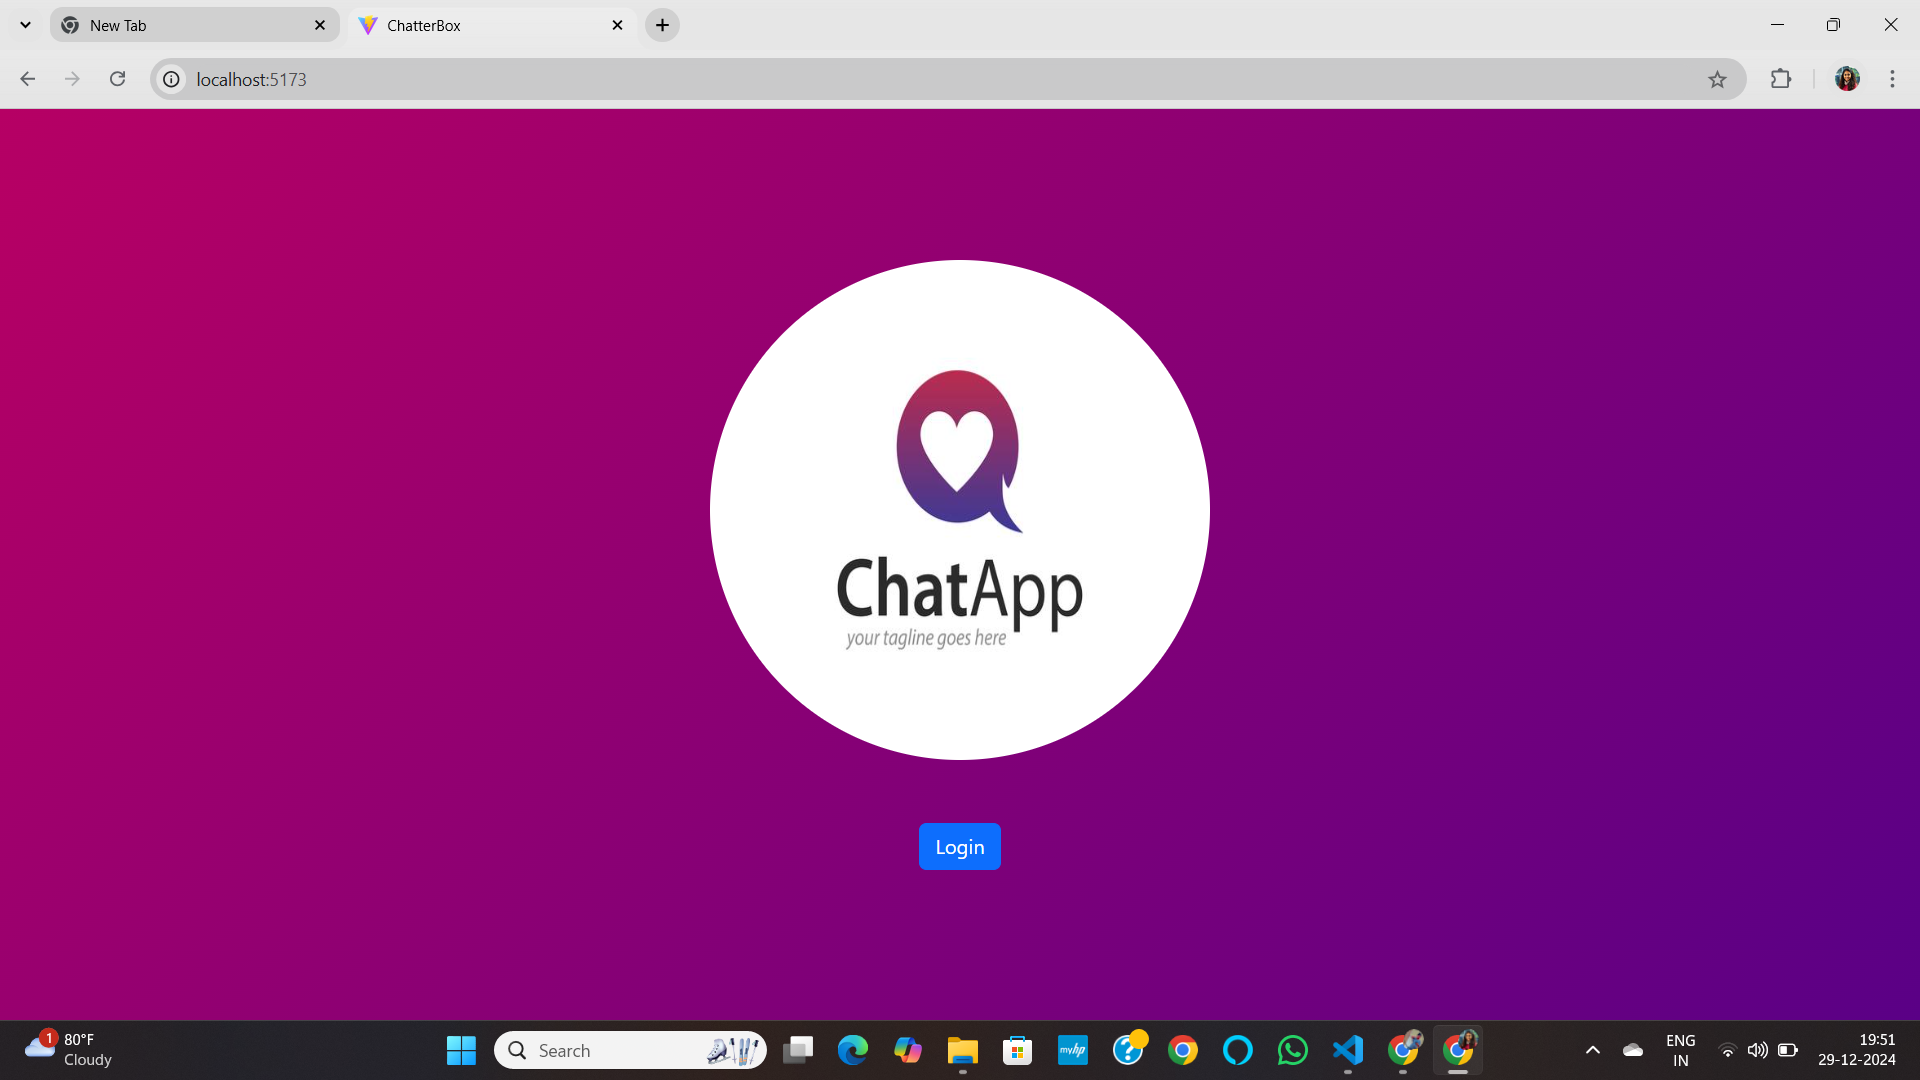 New Tab
ChatterBox
localhost:5173
ChatApp
your tagline goes here
Login
1
80°F
Cloudy
Search
myhp
ENG
IN
19:51
29-12-2024